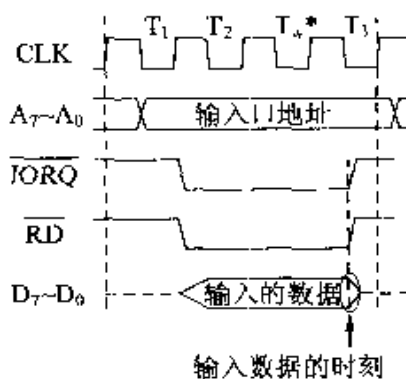 T₁ T₂ T_w* T₃
CLK
A₇~A₀ 输入口地址
IORQ
RD
D₇~D₀ 输入的数据
输入数据的时刻